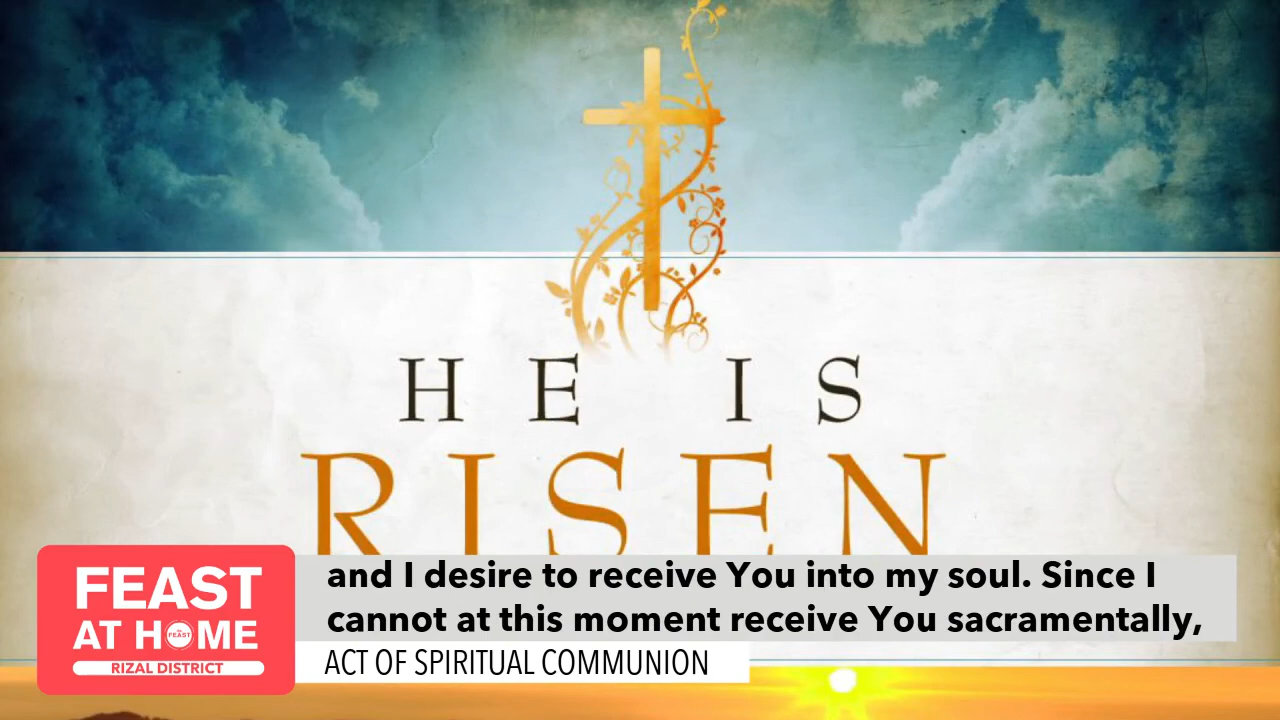 HE IS
RISEN
and I desire to receive You into my soul. Since I
cannot at this moment receive You sacramentally,
ACT OF SPIRITUAL COMMUNION
FEAST
AT HOME
THE FEAST
RIZAL DISTRICT